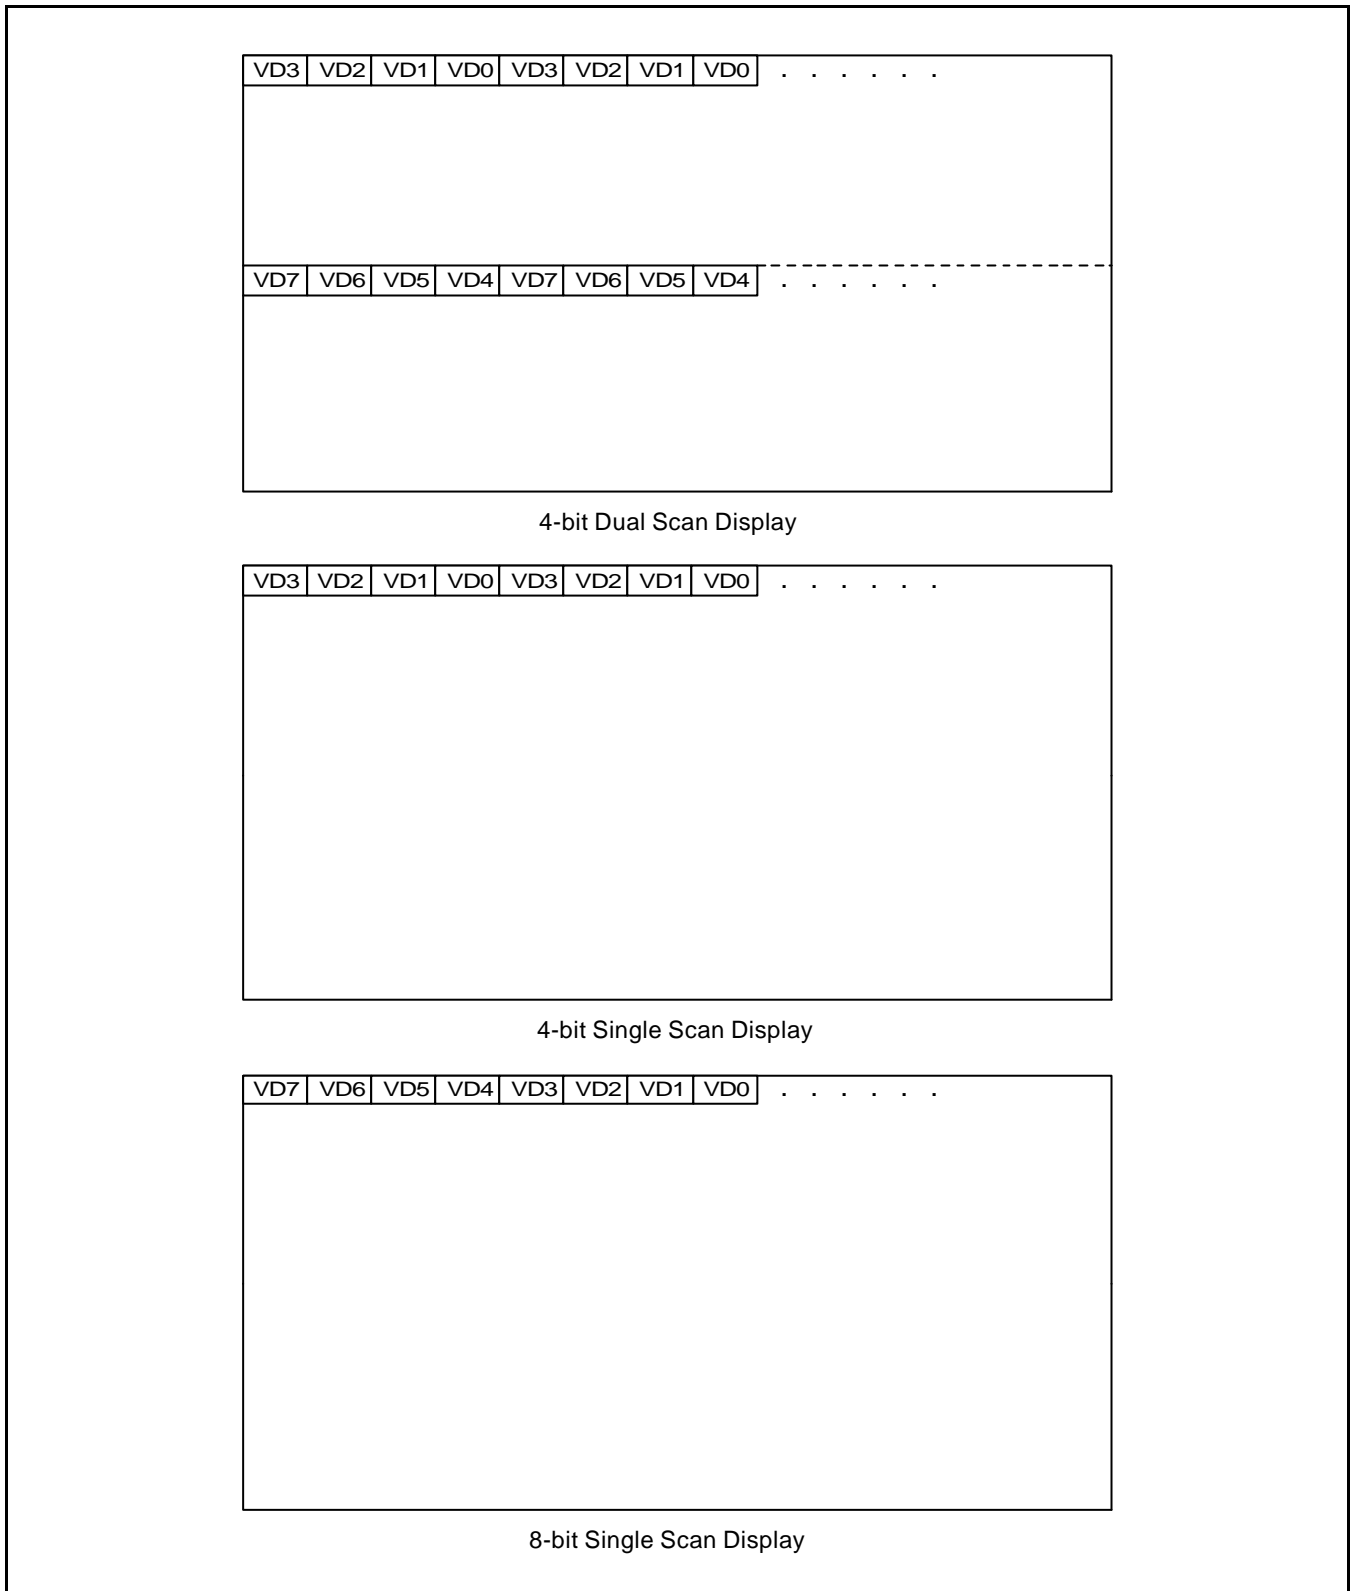 VD3 VD2 VD1 VD0 VD3 VD2 VD1 VD0 . . . . . .
VD7 VD6 VD5 VD4 VD7 VD6 VD5 VD4 . . . . . .
4-bit Dual Scan Display
VD3 VD2 VD1 VD0 VD3 VD2 VD1 VD0 . . . . . .
4-bit Single Scan Display
VD7 VD6 VD5 VD4 VD3 VD2 VD1 VD0 . . . . . .
8-bit Single Scan Display